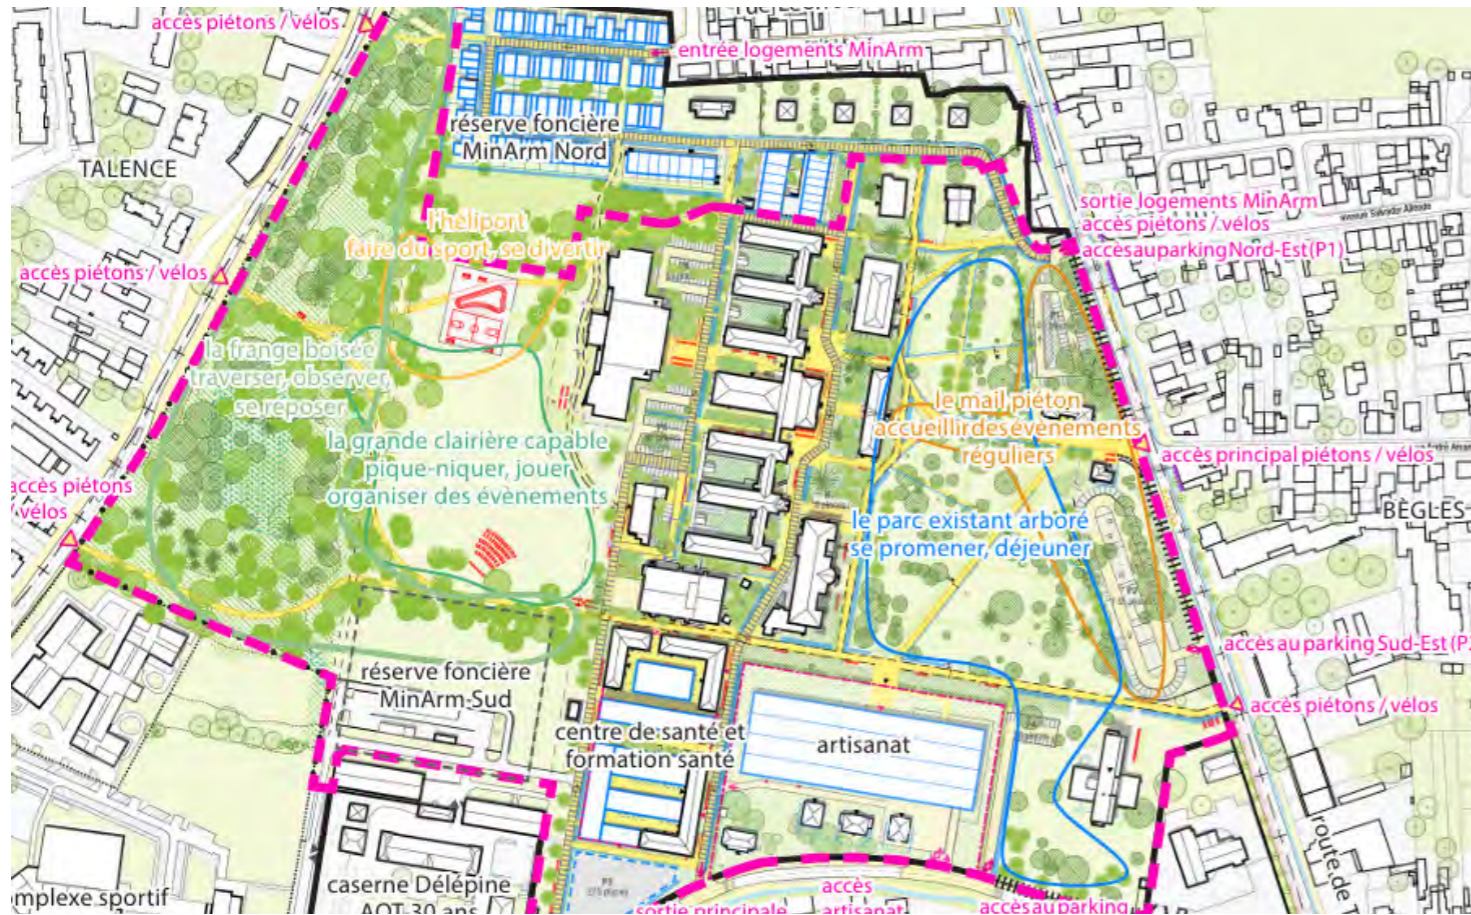 accès piétons / vélos
entrée logements MinArm
réserve foncière
MinArm Nord
TALENCE
sortie logements MinArm
accès piétons / vélos
accès au parking Nord-Est (P1)
l'héliport
faire du sport, se divertir
accès piétons / vélos
la frange boisée
traverser, observer,
se reposer
le mail piéton
accueillir des évènements
réguliers
la grande clairière capable
pique-niquer, jouer
organiser des évènements
accès principal piétons / vélos
accès piétons
/ vélos
BÈGLES
le parc existant arboré
se promener, déjeuner
accès au parking Sud-Est (P
réserve foncière
MinArm-Sud
accès piétons / vélos
centre de santé et
formation santé
artisanat
route de
caserne Délépine
AOT 30 ans
omplexe sportif
P3
accès
artisanat
sortie principale
accès au parking